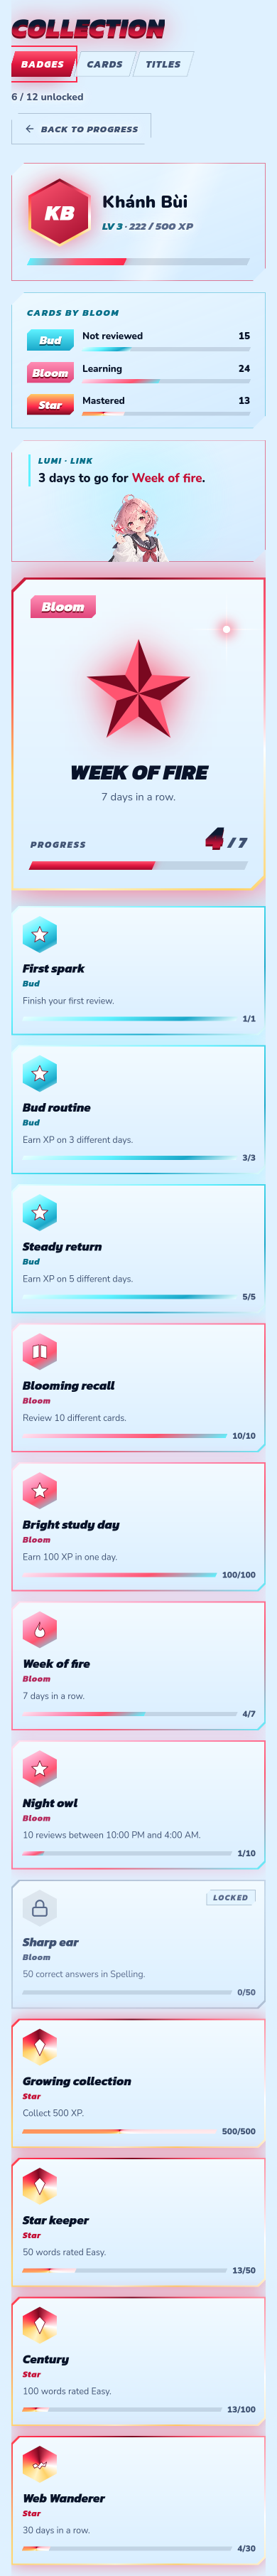 COLLECTION
BADGES
CARDS
TITLES
6 / 12 unlocked
← BACK TO PROGRESS
KB
Khánh Bùi
LV 3 · 222 / 500 XP
CARDS BY BLOOM
Bud
Not reviewed
15
Bloom
Learning
24
Star
Mastered
13
LUMI · LINK
3 days to go for Week of fire.
Bloom
WEEK OF FIRE
7 days in a row.
PROGRESS
4 / 7
First spark
Bud
Finish your first review.
1/1
Bud routine
Bud
Earn XP on 3 different days.
3/3
Steady return
Bud
Earn XP on 5 different days.
5/5
Blooming recall
Bloom
Review 10 different cards.
10/10
Bright study day
Bloom
Earn 100 XP in one day.
100/100
Week of fire
Bloom
7 days in a row.
4/7
Night owl
Bloom
10 reviews between 10:00 PM and 4:00 AM.
1/10
LOCKED
Sharp ear
Bloom
50 correct answers in Spelling.
0/50
Growing collection
Star
Collect 500 XP.
500/500
Star keeper
Star
50 words rated Easy.
13/50
Century
Star
100 words rated Easy.
13/100
Web Wanderer
Star
30 days in a row.
4/30